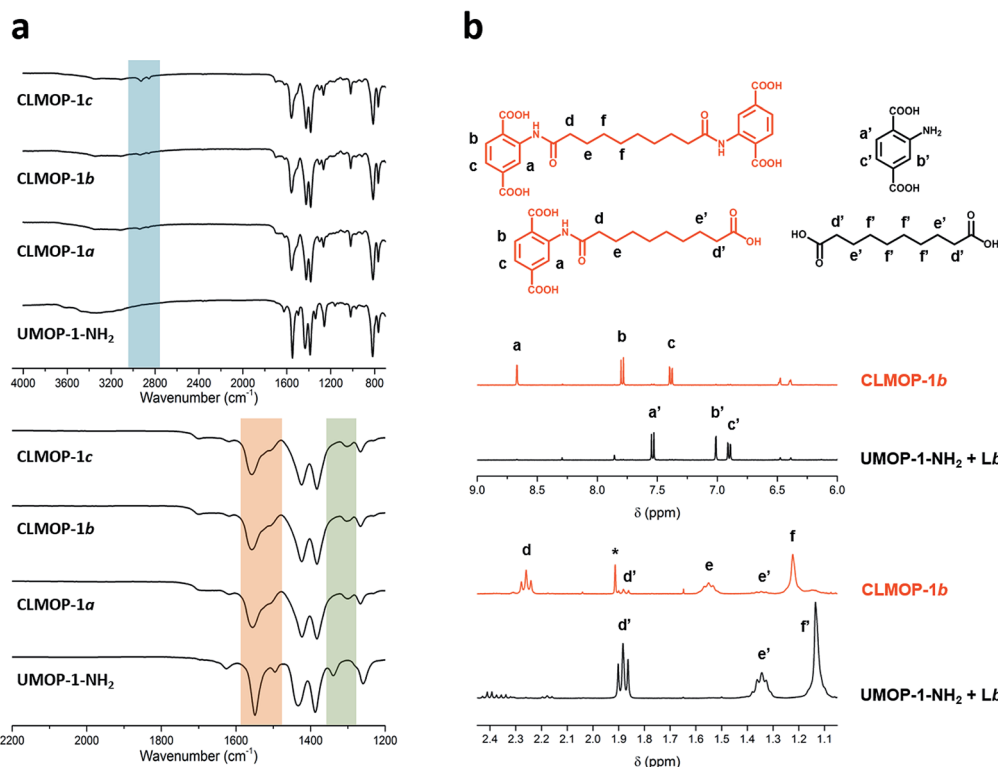 a
CLMOP-1c
CLMOP-1b
CLMOP-1a
UMOP-1-NH₂
4000 3600 3200 2800 2400 2000 1600 1200 800
Wavenumber (cm⁻¹)
CLMOP-1c
CLMOP-1b
CLMOP-1a
UMOP-1-NH₂
2200 2000 1800 1600 1400 1200
Wavenumber (cm⁻¹)
b
COOH
COOH
H
N
O
d
f
e
f
O
N
H
b
c
a
COOH
COOH
COOH
NH₂
a'
c'
b'
COOH
COOH
H
N
O
d
e
e'
d'
O
OH
b
c
a
COOH
HO
O
d'
e'
f'
f'
f'
f'
e'
d'
O
OH
a b c
CLMOP-1b
a' b' c'
UMOP-1-NH₂ + Lb
9.0 8.5 8.0 7.5 7.0 6.5 6.0
δ (ppm)
d * d' e e' f
CLMOP-1b
d' e' f'
UMOP-1-NH₂ + Lb
2.4 2.3 2.2 2.1 2.0 1.9 1.8 1.7 1.6 1.5 1.4 1.3 1.2 1.1
δ (ppm)